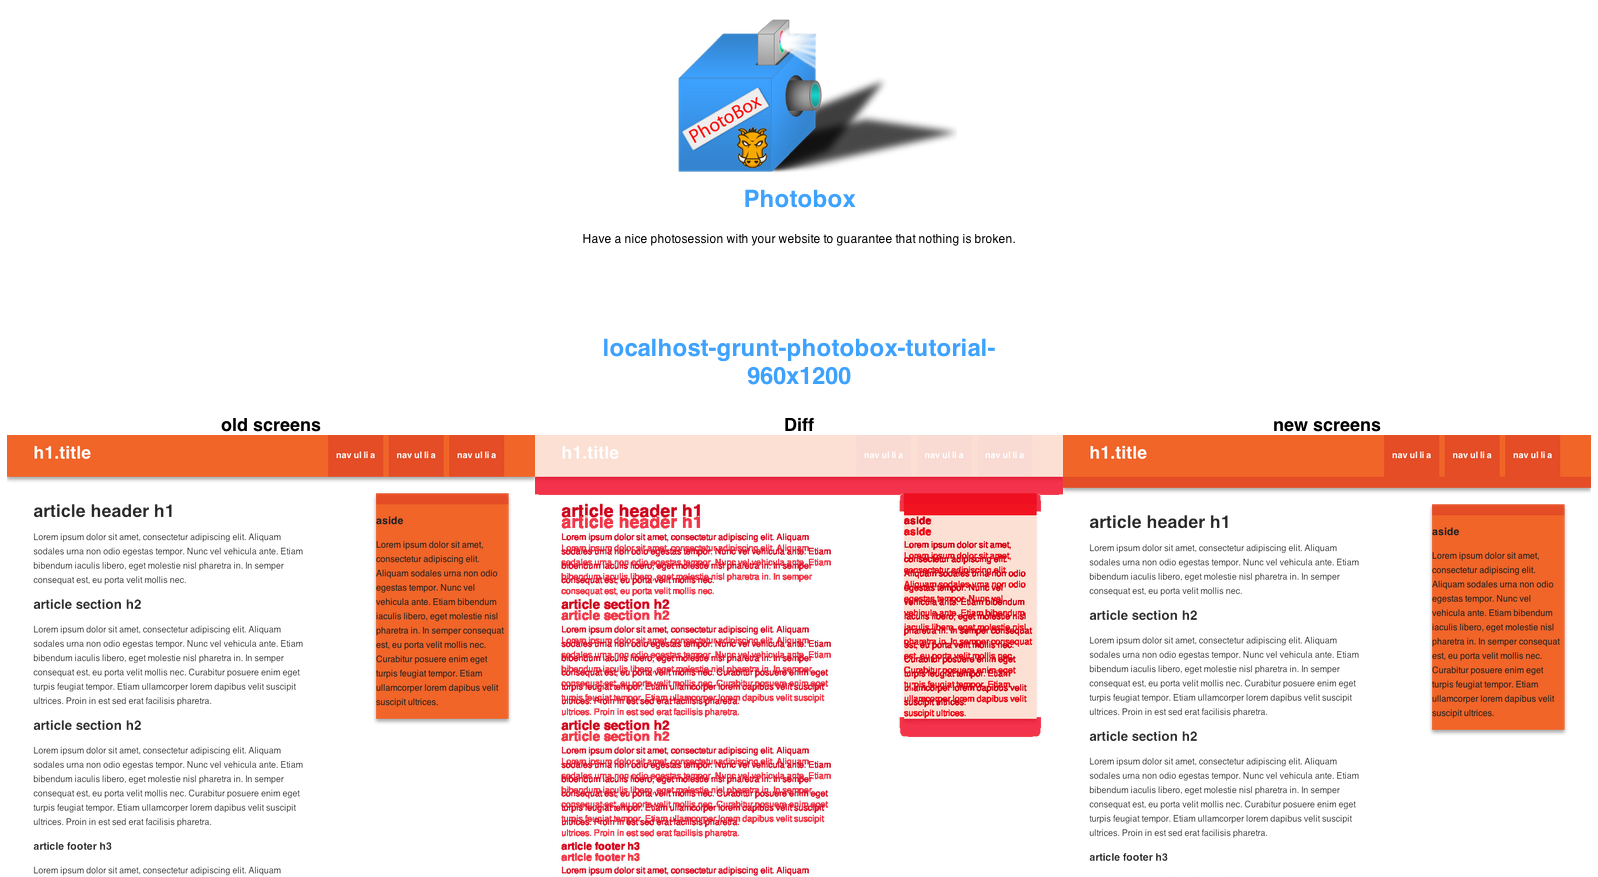 PhotoBox
Photobox
Have a nice photosession with your website to guarantee that nothing is broken.
localhost-grunt-photobox-tutorial-
960x1200
old screens
h1.title
nav ul li a
nav ul li a
nav ul li a
article header h1
Lorem ipsum dolor sit amet, consectetur adipiscing elit. Aliquam
sodales urna non odio egestas tempor. Nunc vel vehicula ante. Etiam
bibendum iaculis libero, eget molestie nisl pharetra in. In semper
consequat est, eu porta velit mollis nec.
article section h2
Lorem ipsum dolor sit amet, consectetur adipiscing elit. Aliquam
sodales urna non odio egestas tempor. Nunc vel vehicula ante. Etiam
bibendum iaculis libero, eget molestie nisl pharetra in. In semper
consequat est, eu porta velit mollis nec. Curabitur posuere enim eget
turpis feugiat tempor. Etiam ullamcorper lorem dapibus velit suscipit
ultrices. Proin in est sed erat facilisis pharetra.
article section h2
Lorem ipsum dolor sit amet, consectetur adipiscing elit. Aliquam
sodales urna non odio egestas tempor. Nunc vel vehicula ante. Etiam
bibendum iaculis libero, eget molestie nisl pharetra in. In semper
consequat est, eu porta velit mollis nec. Curabitur posuere enim eget
turpis feugiat tempor. Etiam ullamcorper lorem dapibus velit suscipit
ultrices. Proin in est sed erat facilisis pharetra.
article footer h3
Lorem ipsum dolor sit amet, consectetur adipiscing elit. Aliquam
aside
Lorem ipsum dolor sit amet,
consectetur adipiscing elit.
Aliquam sodales urna non odio
egestas tempor. Nunc vel
vehicula ante. Etiam bibendum
iaculis libero, eget molestie nisl
pharetra in. In semper consequat
est, eu porta velit mollis nec.
Curabitur posuere enim eget
turpis feugiat tempor. Etiam
ullamcorper lorem dapibus velit
suscipit ultrices.
Diff
h1.title
nav ul li a
nav ul li a
nav ul li a
article header h1
article header h1
Lorem ipsum dolor sit amet, consectetur adipiscing elit. Aliquam
consequat est, eu porta velit mollis nec.
article section h2
article section h2
Lorem ipsum dolor sit amet, consectetur adipiscing elit. Aliquam
ultrices. Proin in est sed erat facilisis pharetra.
article section h2
article section h2
Lorem ipsum dolor sit amet, consectetur adipiscing elit. Aliquam
ultrices. Proin in est sed erat facilisis pharetra.
article footer h3
article footer h3
Lorem ipsum dolor sit amet, consectetur adipiscing elit. Aliquam
aside
aside
Lorem ipsum dolor sit amet,
suscipit ultrices.
new screens
h1.title
nav ul li a
nav ul li a
nav ul li a
article header h1
Lorem ipsum dolor sit amet, consectetur adipiscing elit. Aliquam
sodales urna non odio egestas tempor. Nunc vel vehicula ante. Etiam
bibendum iaculis libero, eget molestie nisl pharetra in. In semper
consequat est, eu porta velit mollis nec.
article section h2
Lorem ipsum dolor sit amet, consectetur adipiscing elit. Aliquam
sodales urna non odio egestas tempor. Nunc vel vehicula ante. Etiam
bibendum iaculis libero, eget molestie nisl pharetra in. In semper
consequat est, eu porta velit mollis nec. Curabitur posuere enim eget
turpis feugiat tempor. Etiam ullamcorper lorem dapibus velit suscipit
ultrices. Proin in est sed erat facilisis pharetra.
article section h2
Lorem ipsum dolor sit amet, consectetur adipiscing elit. Aliquam
sodales urna non odio egestas tempor. Nunc vel vehicula ante. Etiam
bibendum iaculis libero, eget molestie nisl pharetra in. In semper
consequat est, eu porta velit mollis nec. Curabitur posuere enim eget
turpis feugiat tempor. Etiam ullamcorper lorem dapibus velit suscipit
ultrices. Proin in est sed erat facilisis pharetra.
article footer h3
aside
Lorem ipsum dolor sit amet,
consectetur adipiscing elit.
Aliquam sodales urna non odio
egestas tempor. Nunc vel
vehicula ante. Etiam bibendum
iaculis libero, eget molestie nisl
pharetra in. In semper consequat
est, eu porta velit mollis nec.
Curabitur posuere enim eget
turpis feugiat tempor. Etiam
ullamcorper lorem dapibus velit
suscipit ultrices.